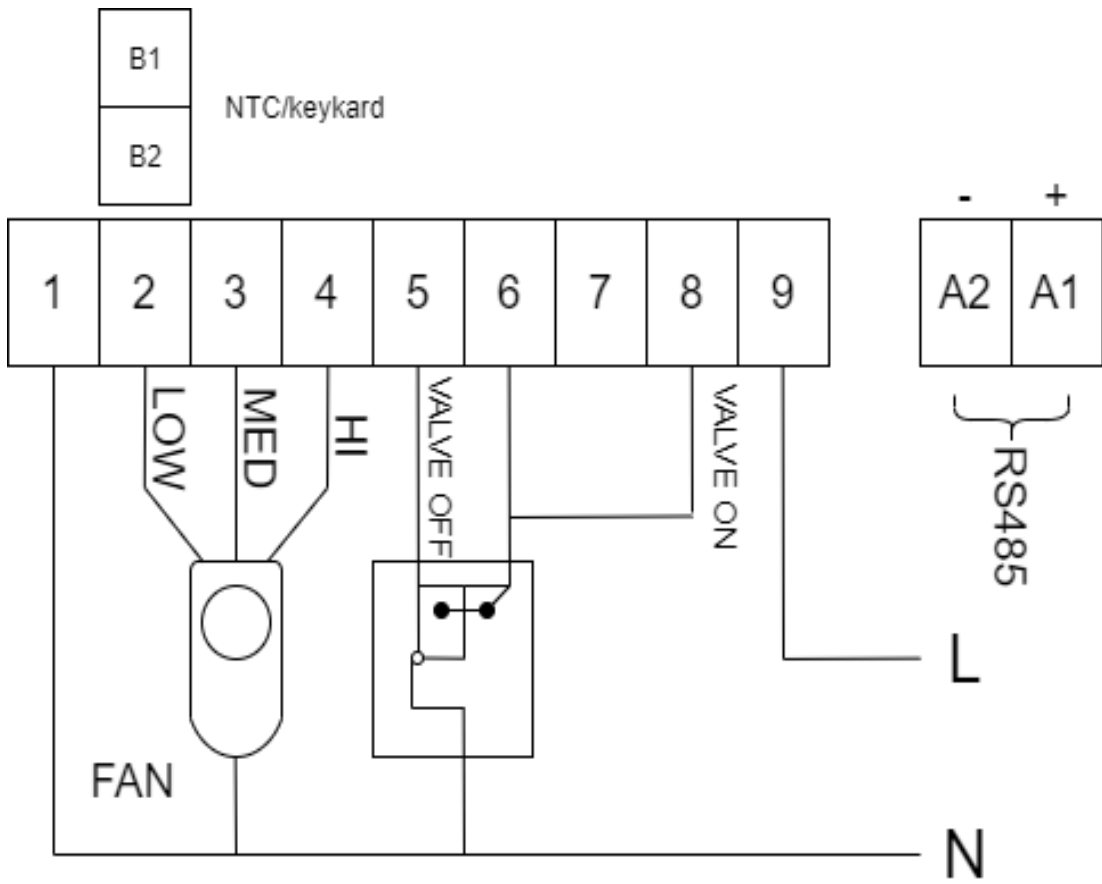 B1
NTC/keykard
B2
- +
1 2 3 4 5 6 7 8 9 A2 A1
LOW
MED
HI
VALVE OFF
VALVE ON
RS485
L
FAN
N